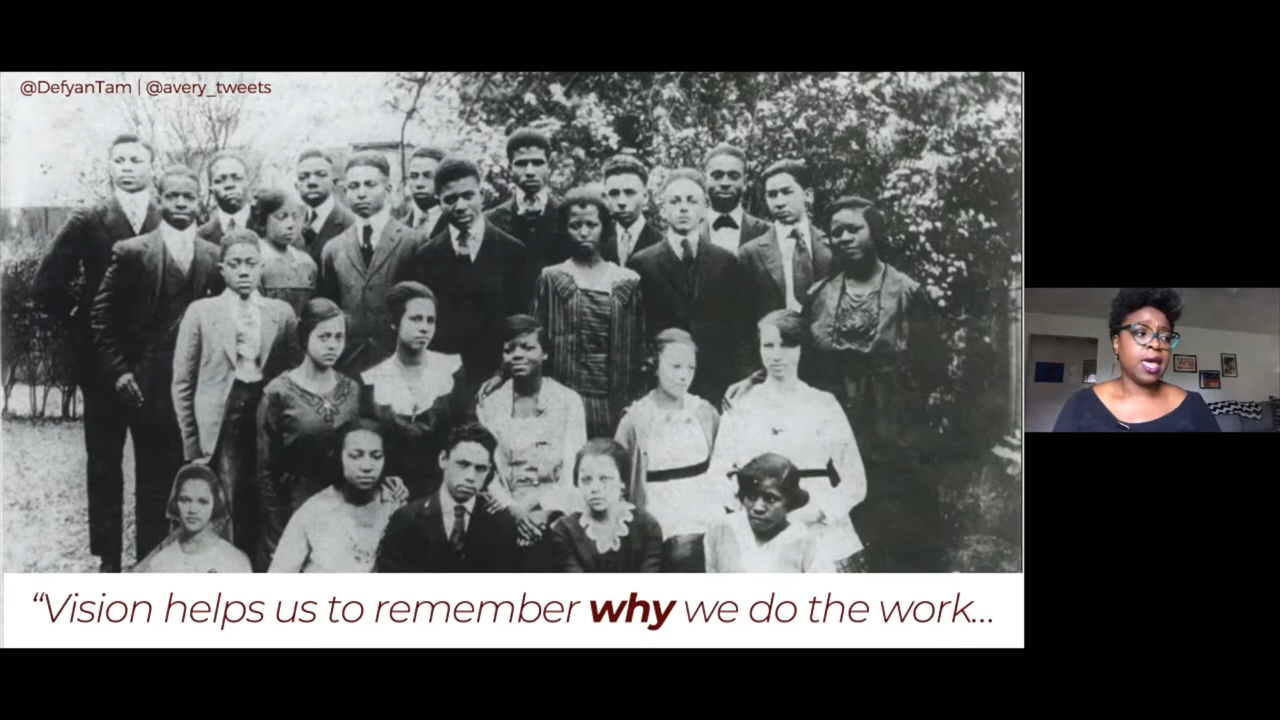 @DefyanTam | @avery_tweets
“Vision helps us to remember why we do the work...